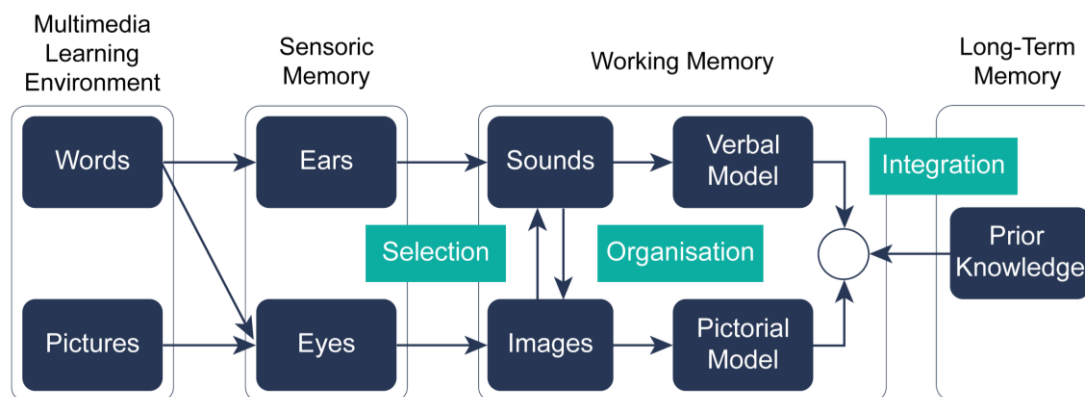 Multimedia
Learning
Environment
Sensoric
Memory
Working Memory
Long-Term
Memory
Words
Ears
Sounds
Verbal
Model
Integration
Selection
Organisation
Prior
Knowledge
Pictures
Eyes
Images
Pictorial
Model